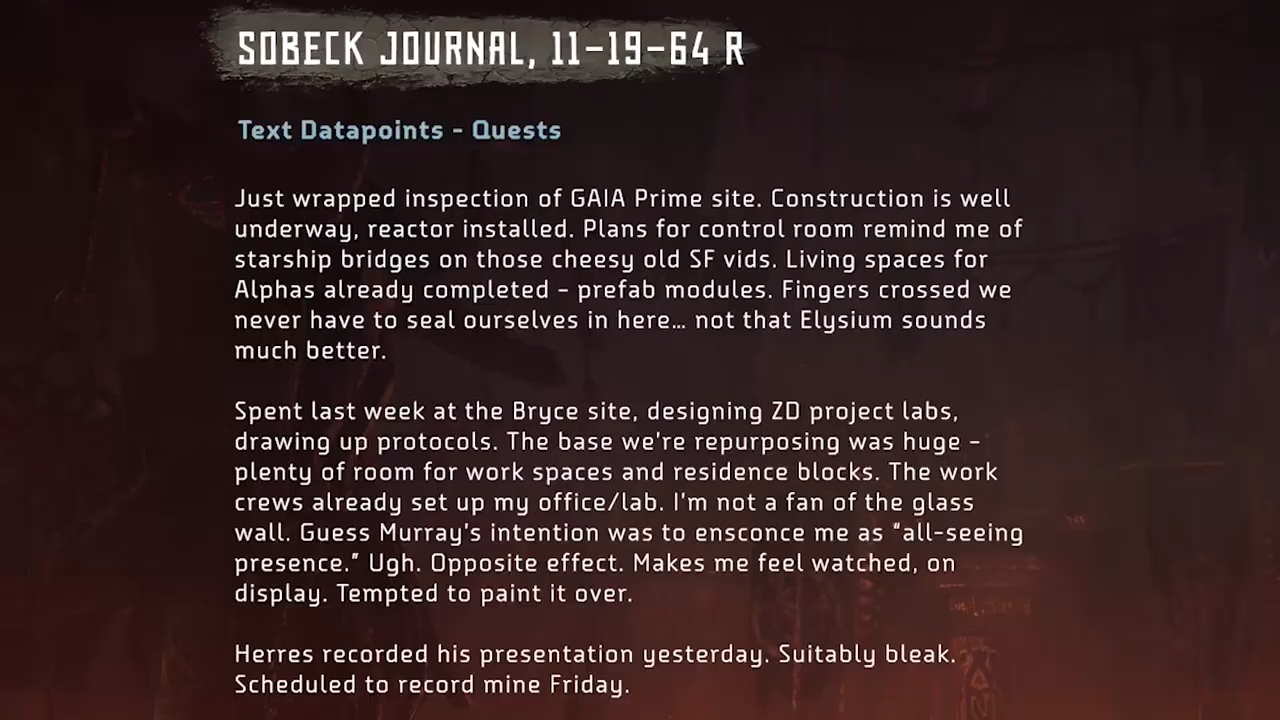 SOBECK JOURNAL, 11-19-64 R
Text Datapoints - Quests
Just wrapped inspection of GAIA Prime site. Construction is well
underway, reactor installed. Plans for control room remind me of
starship bridges on those cheesy old SF vids. Living spaces for
Alphas already completed – prefab modules. Fingers crossed we
never have to seal ourselves in here... not that Elysium sounds
much better.
Spent last week at the Bryce site, designing ZD project labs,
drawing up protocols. The base we're repurposing was huge –
plenty of room for work spaces and residence blocks. The work
crews already set up my office/lab. I'm not a fan of the glass
wall. Guess Murray's intention was to ensconce me as “all-seeing
presence.” Ugh. Opposite effect. Makes me feel watched, on
display. Tempted to paint it over.
Herres recorded his presentation yesterday. Suitably bleak.
Scheduled to record mine Friday.